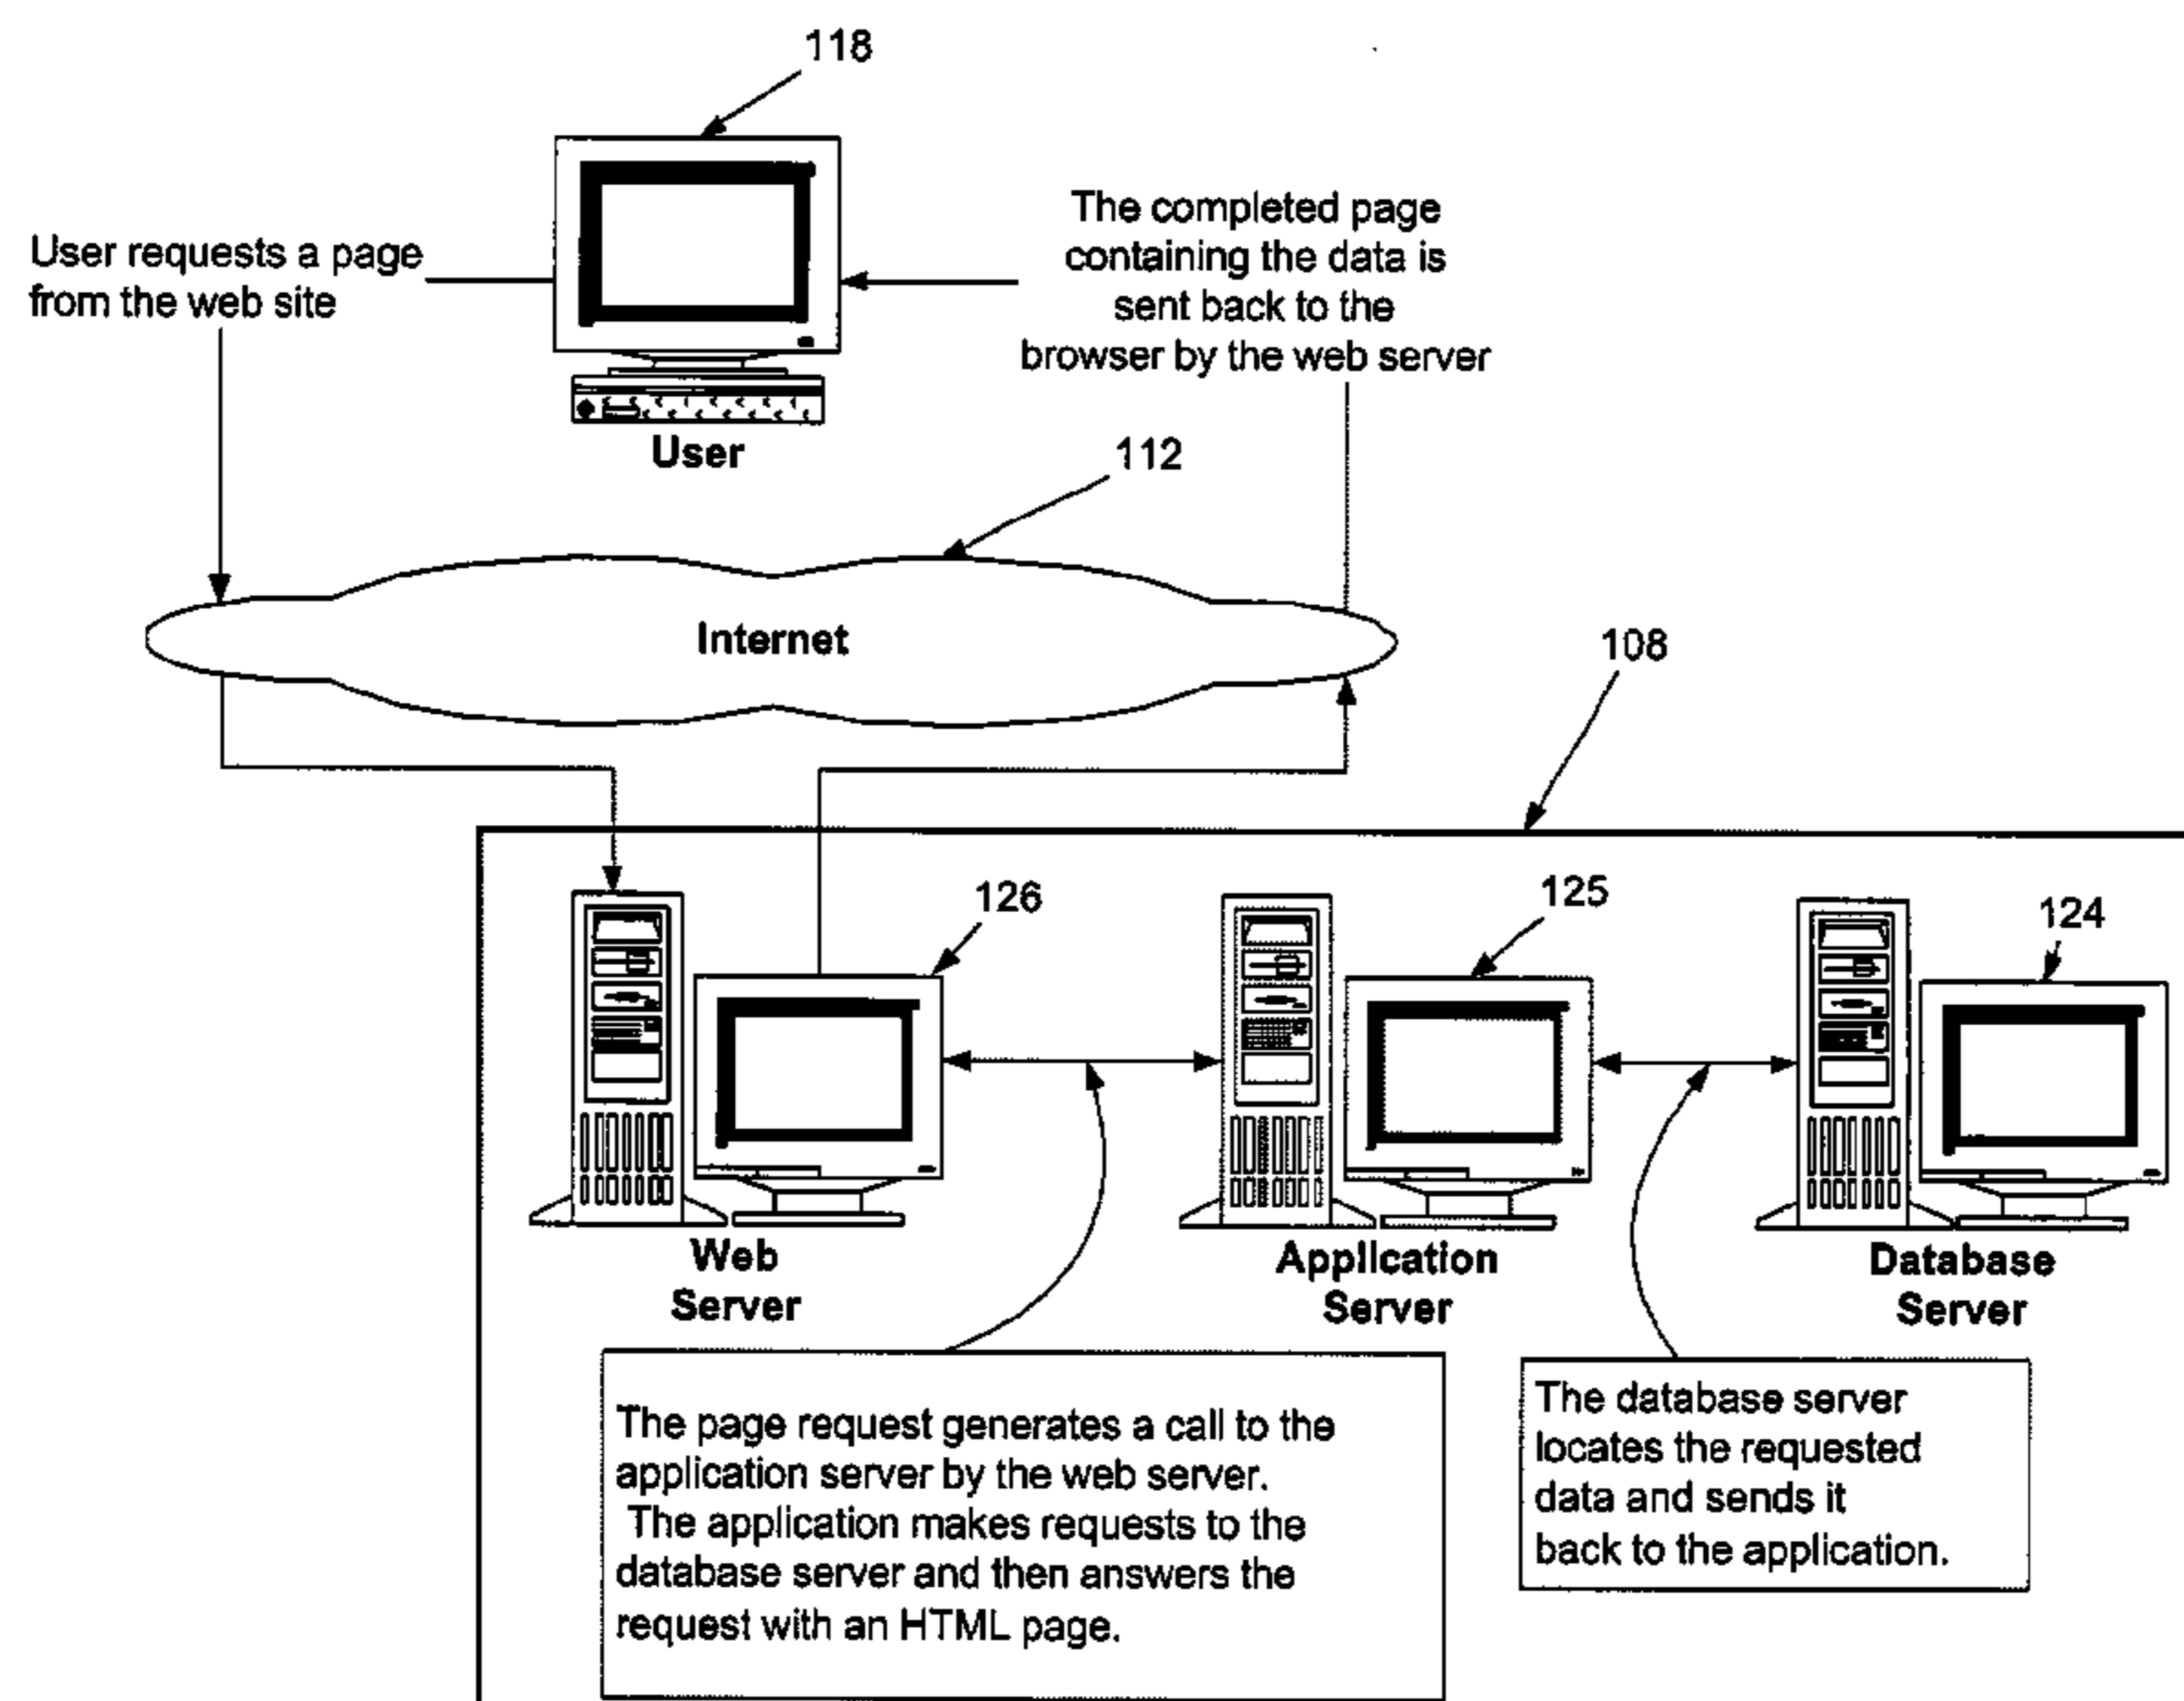 118
User requests a page
from the web site
The completed page
containing the data is
sent back to the
browser by the web server
User
112
Internet
108
126
125
124
Web
Server
Application
Server
Database
Server
The page request generates a call to the
application server by the web server.
The application makes requests to the
database server and then answers the
request with an HTML page.
The database server
locates the requested
data and sends it
back to the application.